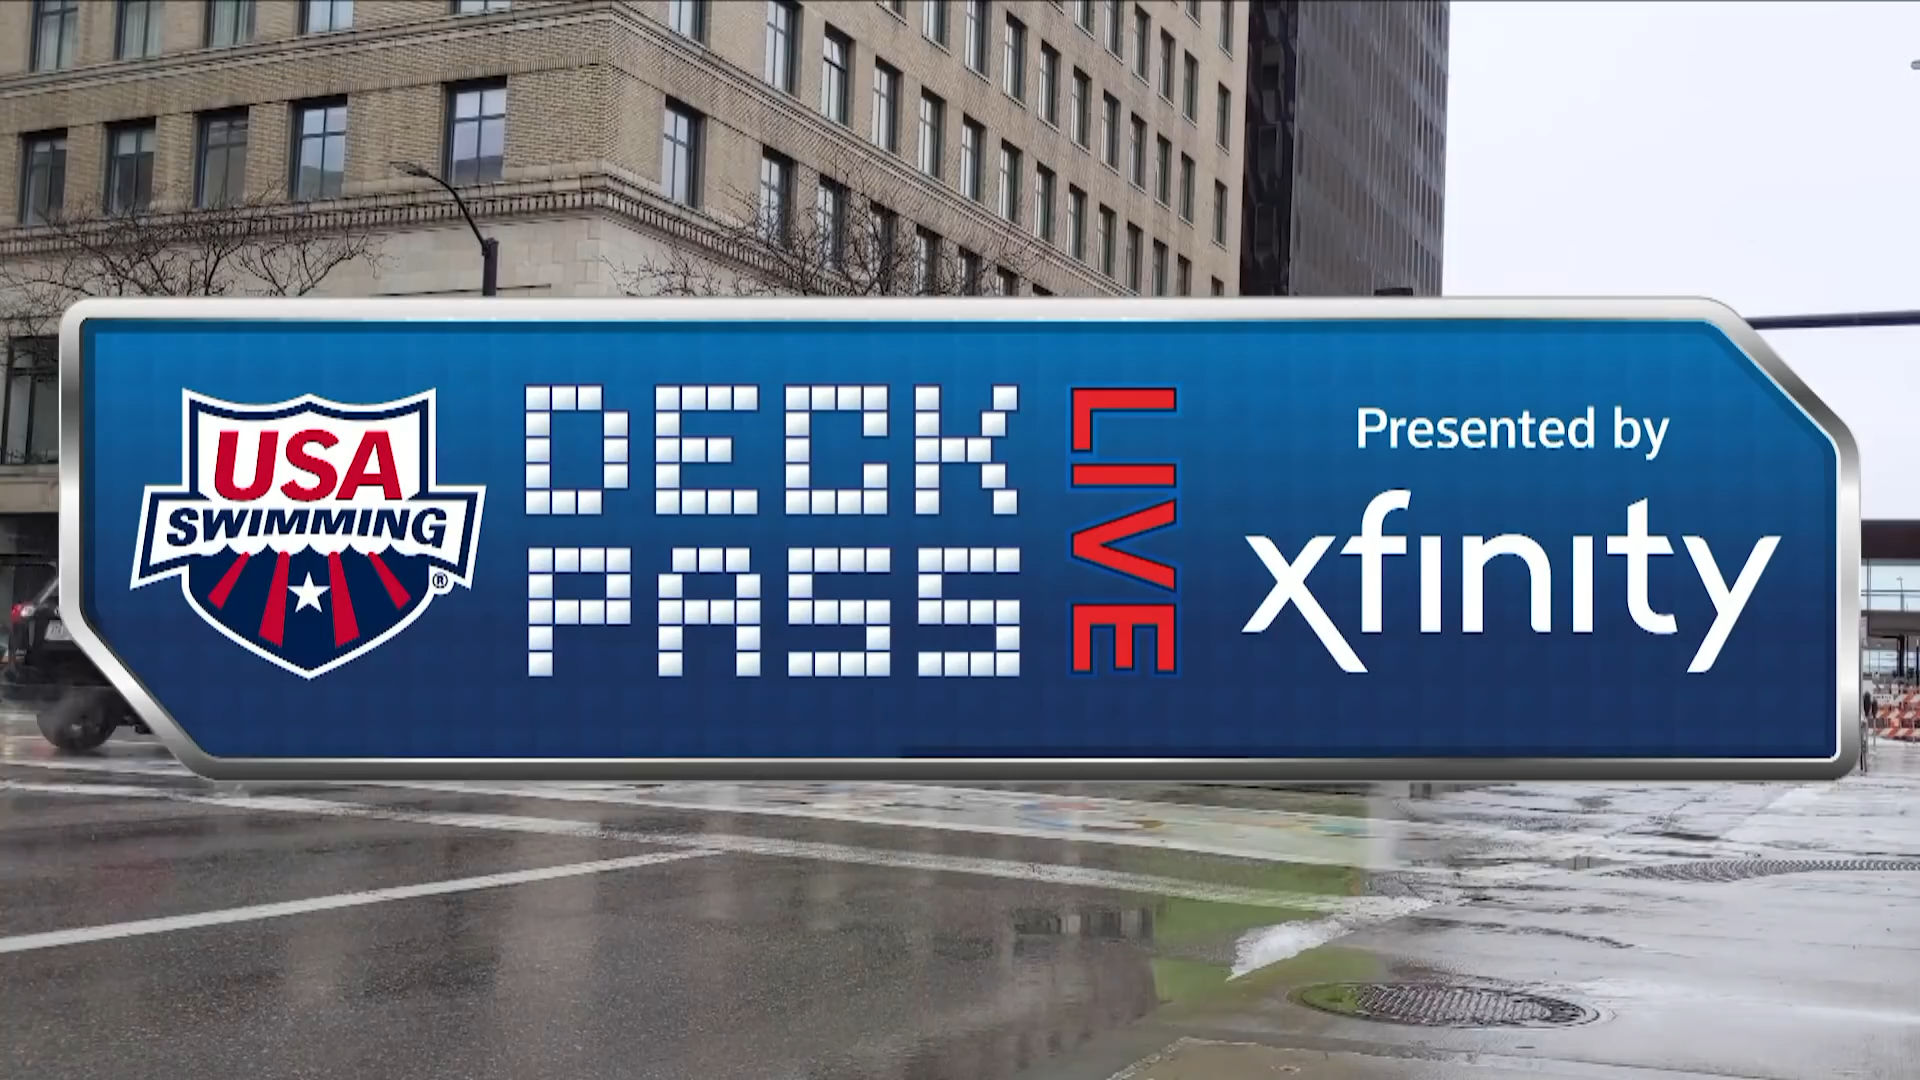 USA
SWIMMING®
DECK
PASS
LIVE
Presented by
xfinity